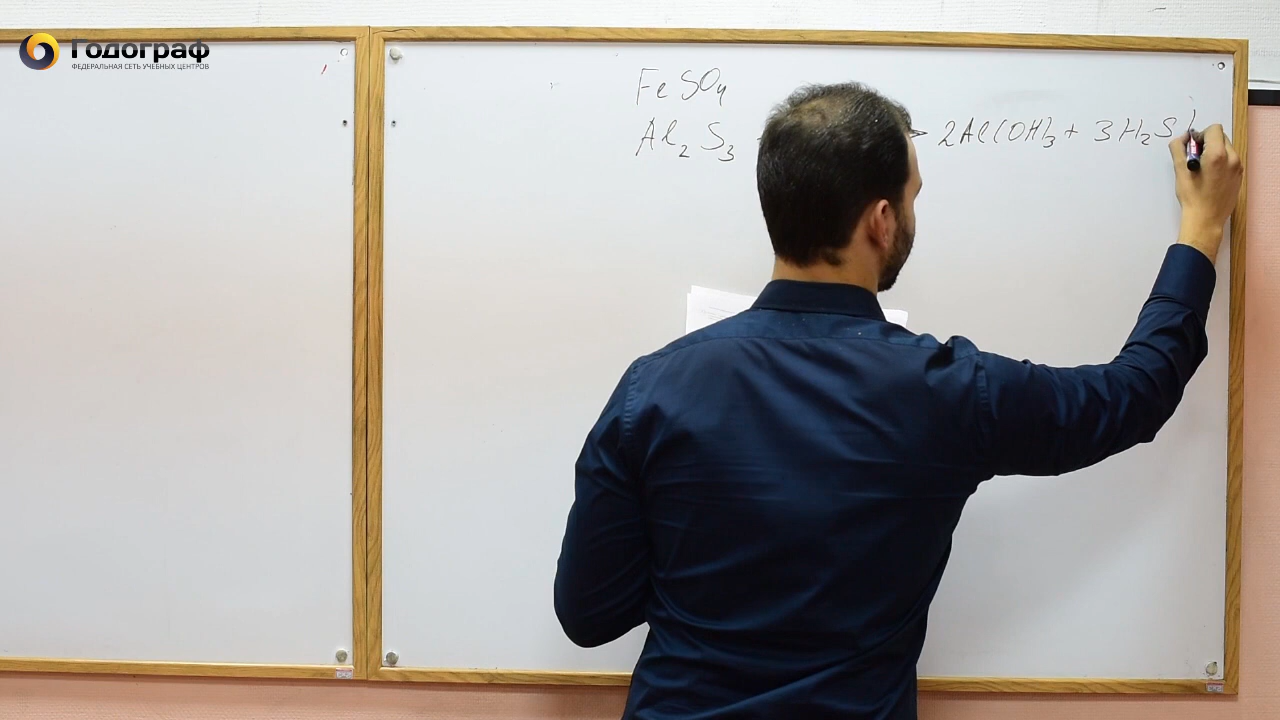 Годограф
ФЕДЕРАЛЬНАЯ СЕТЬ УЧЕБНЫХ ЦЕНТРОВ
FeSO₄
Al₂S₃ → 2Al(OH)₃ + 3H₂S